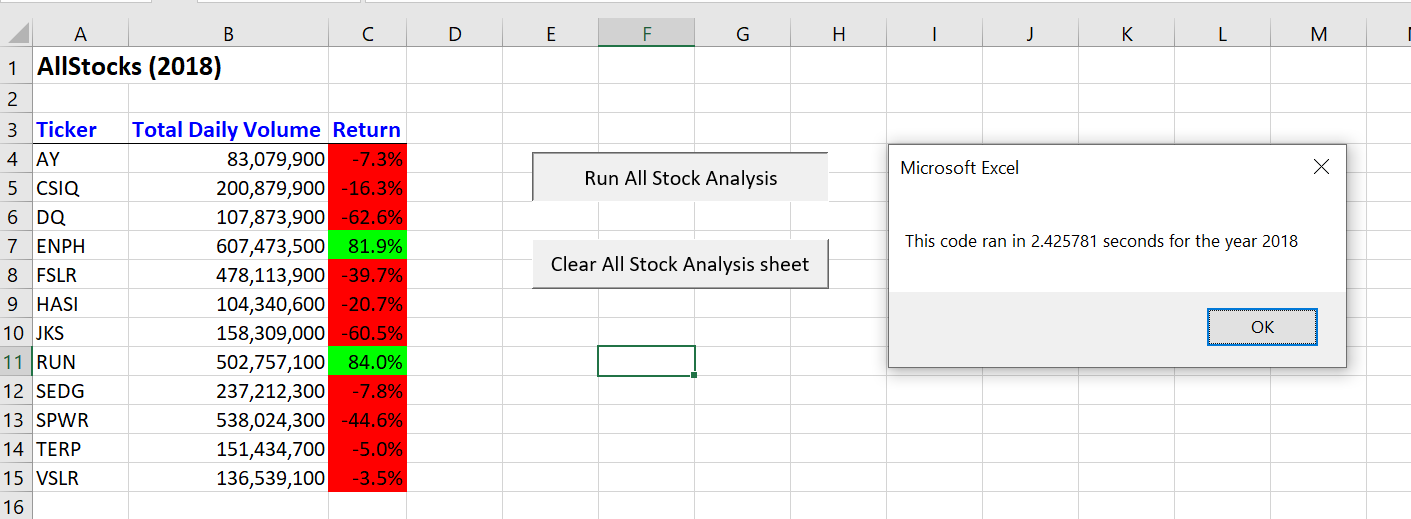 A B C D E F G H I J K L M
1 AllStocks (2018)
2
3 Ticker Total Daily Volume Return
4 AY 83,079,900 -7.3%
5 CSIQ 200,879,900 -16.3%
6 DQ 107,873,900 -62.6%
7 ENPH 607,473,500 81.9%
8 FSLR 478,113,900 -39.7%
9 HASI 104,340,600 -20.7%
10 JKS 158,309,000 -60.5%
11 RUN 502,757,100 84.0%
12 SEDG 237,212,300 -7.8%
13 SPWR 538,024,300 -44.6%
14 TERP 151,434,700 -5.0%
15 VSLR 136,539,100 -3.5%
16
Run All Stock Analysis
Clear All Stock Analysis sheet
Microsoft Excel
This code ran in 2.425781 seconds for the year 2018
OK